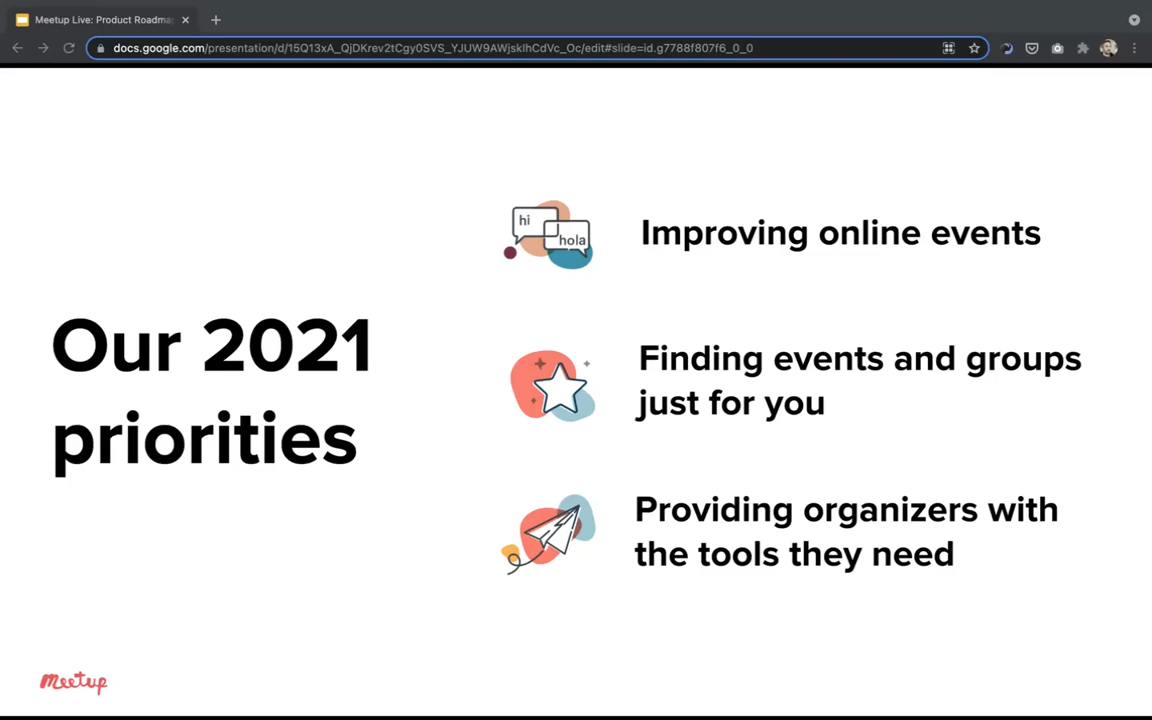 Meetup Live: Product Roadma
docs.google.com/presentation/d/15Q13xA_QjDKrev2tCgy0SVS_YJUW9AWjsklhCdVc_Oc/edit#slide=id.g7788f807f6_0_0
Our 2021
priorities
hi
hola
Improving online events
Finding events and groups
just for you
Providing organizers with
the tools they need
meetup